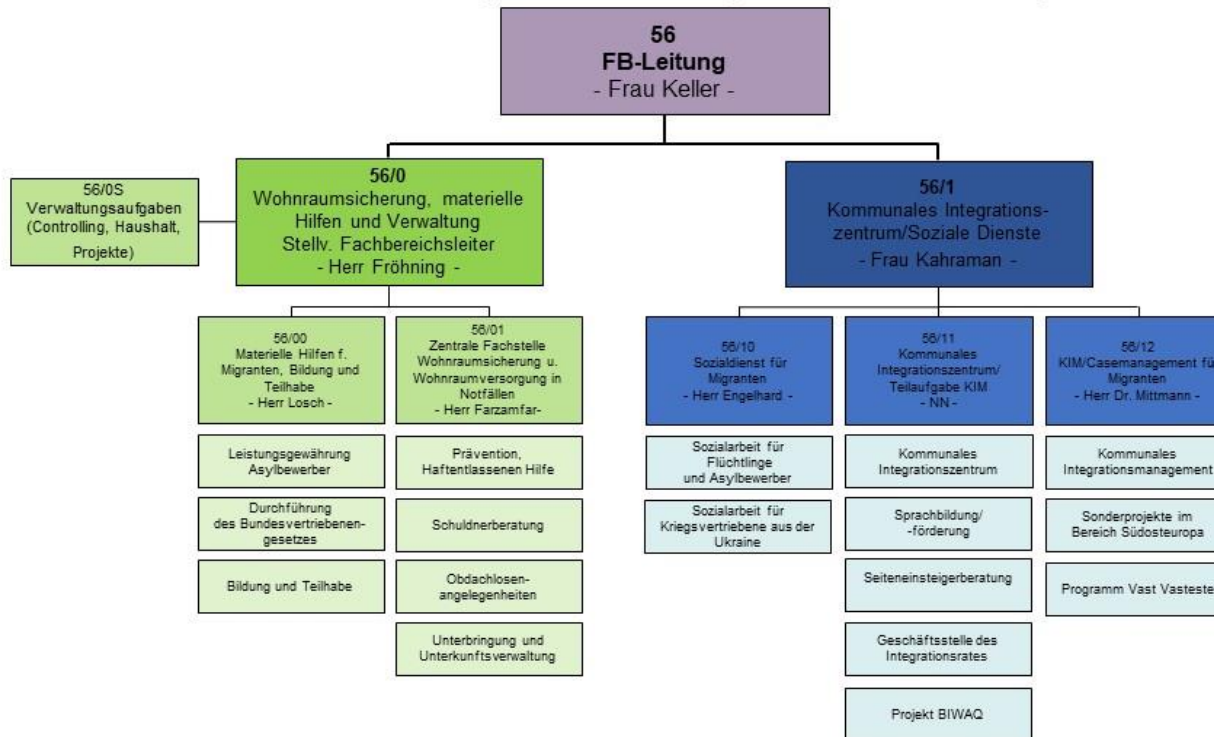 56
FB-Leitung
- Frau Keller -
56/0S
Verwaltungsaufgaben
(Controlling, Haushalt,
Projekte)
56/0
Wohnraumsicherung, materielle
Hilfen und Verwaltung
Stellv. Fachbereichsleiter
- Herr Fröhning -
56/1
Kommunales Integrations-
zentrum/Soziale Dienste
- Frau Kahraman -
56/00
Materielle Hilfen f.
Migranten, Bildung und
Teilhabe
- Herr Losch -
Leistungsgewährung
Asylbewerber
Durchführung
des Bundesvertriebenen-
gesetzes
Bildung und Teilhabe
56/01
Zentrale Fachstelle
Wohnraumsicherung u.
Wohnraumversorgung in
Notfällen
- Herr Farzamfar-
Prävention,
Haftentlassenen Hilfe
Schuldnerberatung
Obdachlosen-
angelegenheiten
Unterbringung und
Unterkunftsverwaltung
56/10
Sozialdienst für
Migranten
- Herr Engelhard -
Sozialarbeit für
Flüchtlinge
und Asylbewerber
Sozialarbeit für
Kriegsvertriebene aus der
Ukraine
56/11
Kommunales
Integrationszentrum/
Teilaufgabe KIM
- NN -
Kommunales
Integrationszentrum
Sprachbildung/
-förderung
Seiteneinsteigerberatung
Geschäftsstelle des
Integrationsrates
Projekt BIWAQ
56/12
KIM/Casemanagement für
Migranten
- Herr Dr. Mittmann -
Kommunales
Integrationsmanagement
Sonderprojekte im
Bereich Südosteuropa
Programm Vast Vasteste